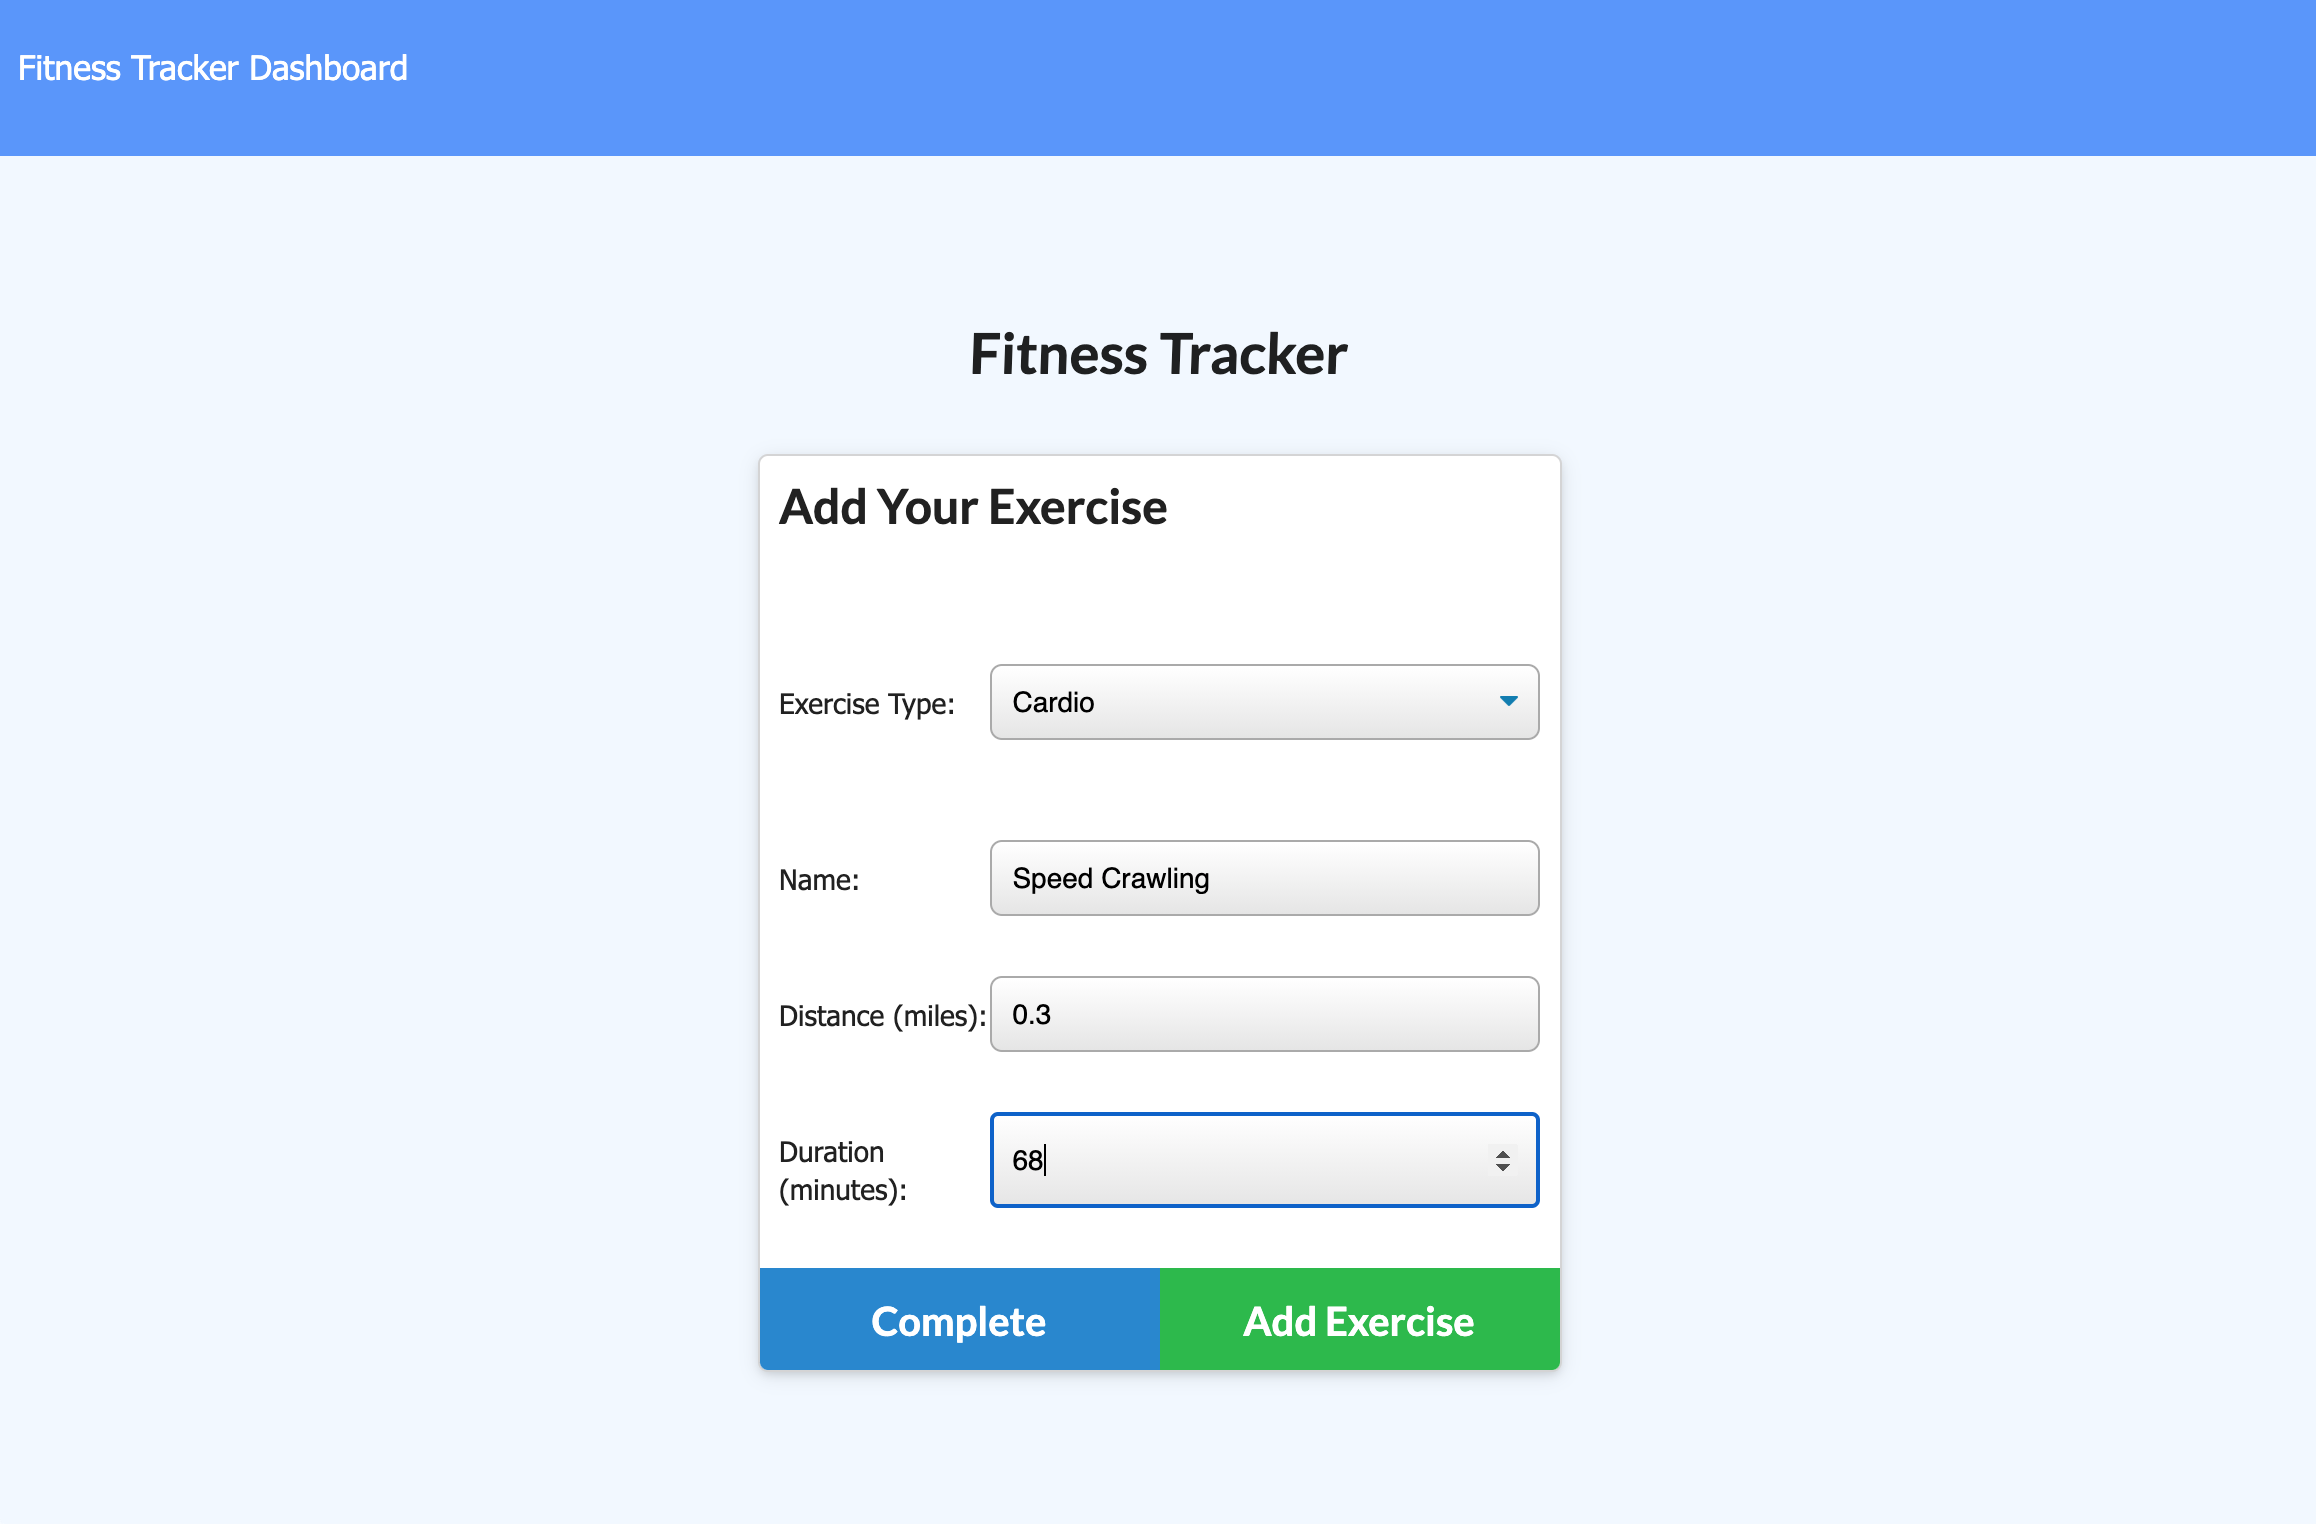 Fitness Tracker Dashboard
Fitness Tracker
Add Your Exercise
Exercise Type: Cardio
Name: Speed Crawling
Distance (miles): 0.3
Duration
(minutes): 68
Complete Add Exercise